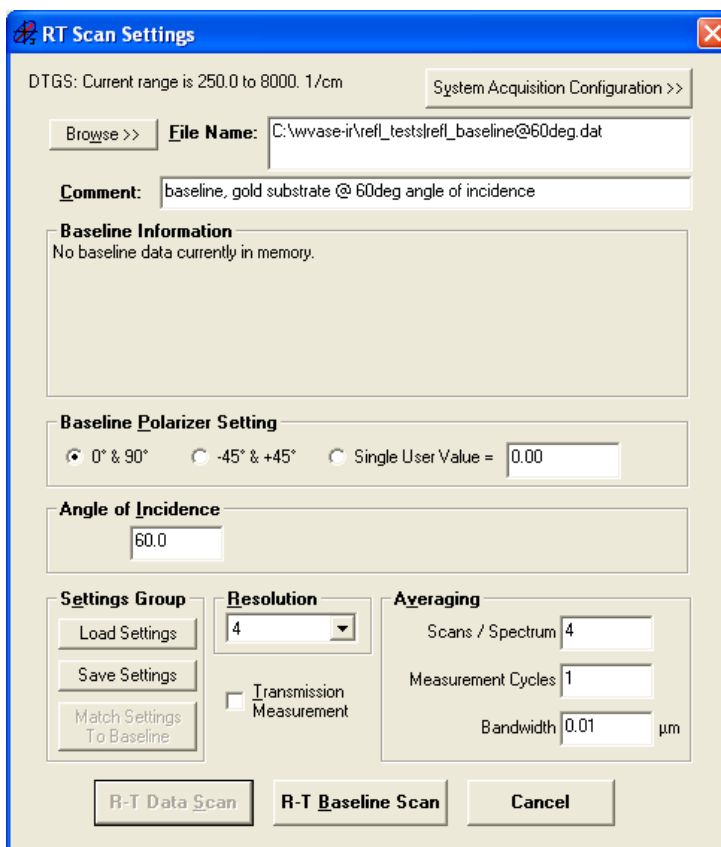 RT Scan Settings
DTGS: Current range is 250.0 to 8000. 1/cm
System Acquisition Configuration >>
Browse >>
File Name:
C:\wvase-ir\refl_tests|refl_baseline@60deg.dat
Comment:
baseline, gold substrate @ 60deg angle of incidence
Baseline Information
No baseline data currently in memory.
Baseline Polarizer Setting
0° & 90°
-45° & +45°
Single User Value =
0.00
Angle of Incidence
60.0
Settings Group
Load Settings
Save Settings
Match Settings
To Baseline
Resolution
4
Transmission
Measurement
Averaging
Scans / Spectrum
4
Measurement Cycles
1
Bandwidth
0.01
µm
R-T Data Scan
R-T Baseline Scan
Cancel